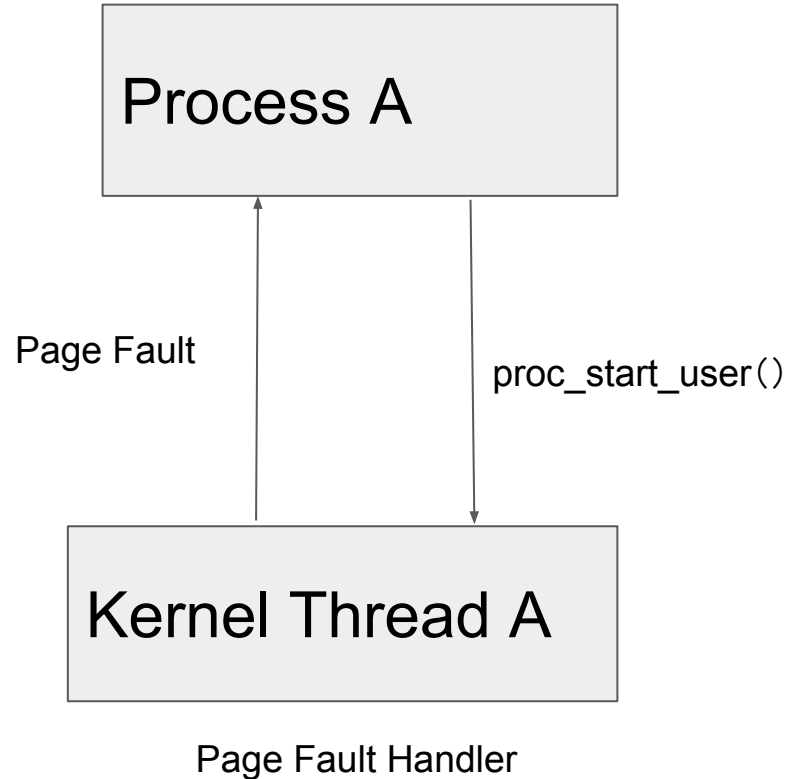 Process A
Page Fault
proc_start_user()
Kernel Thread A
Page Fault Handler